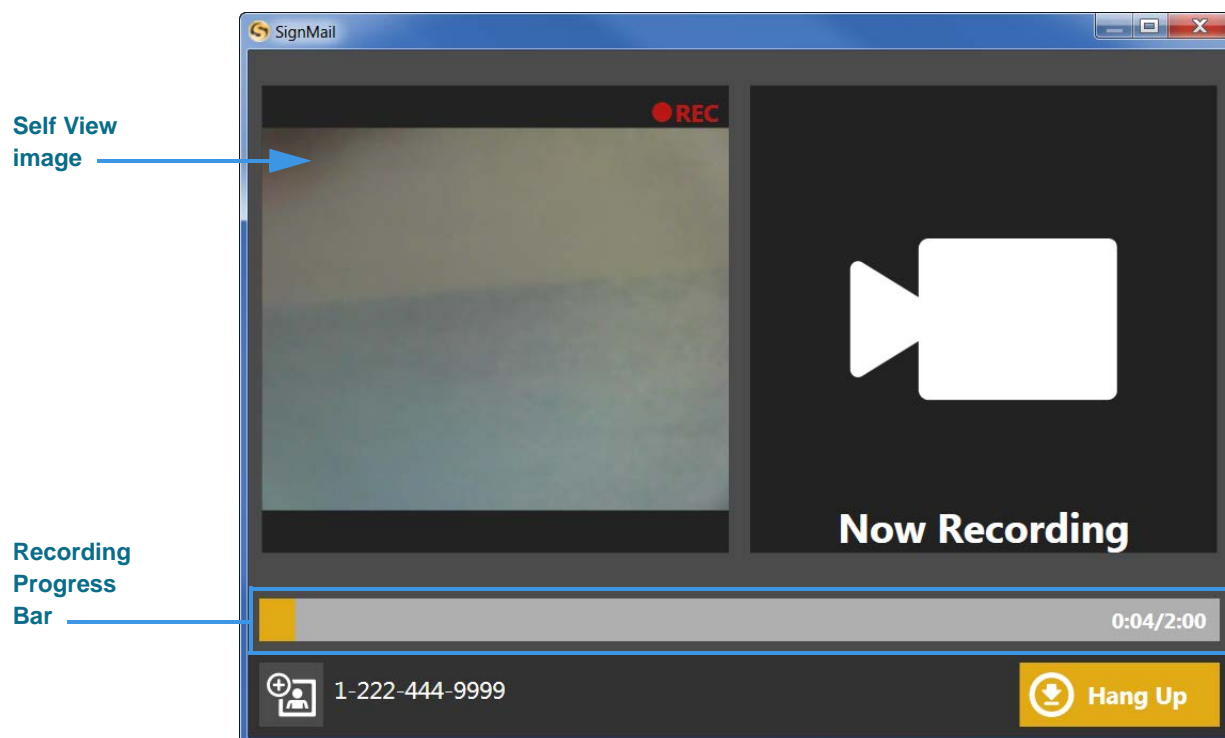 SignMail
Self View
image
REC
Now Recording
Recording
Progress
Bar
0:04/2:00
1-222-444-9999
Hang Up